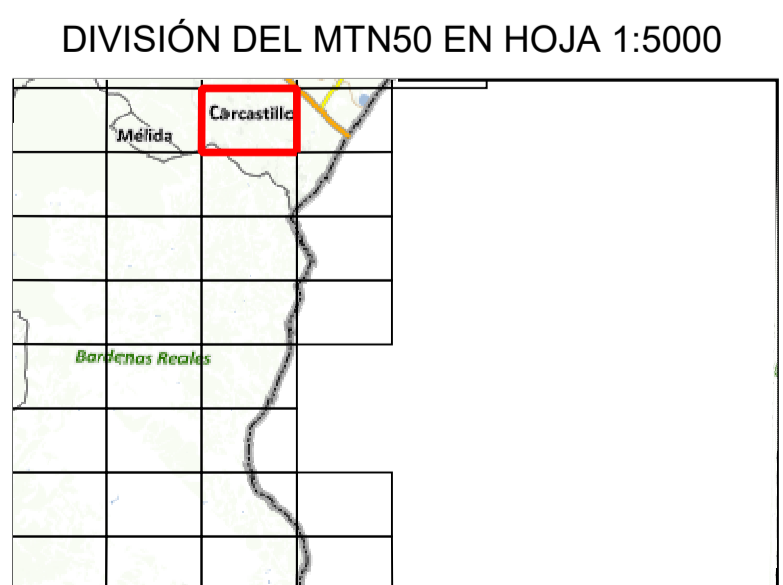 DIVISIÓN DEL MTN50 EN HOJA 1:5000
Carcastillo
Mélida
Bardenas Reales